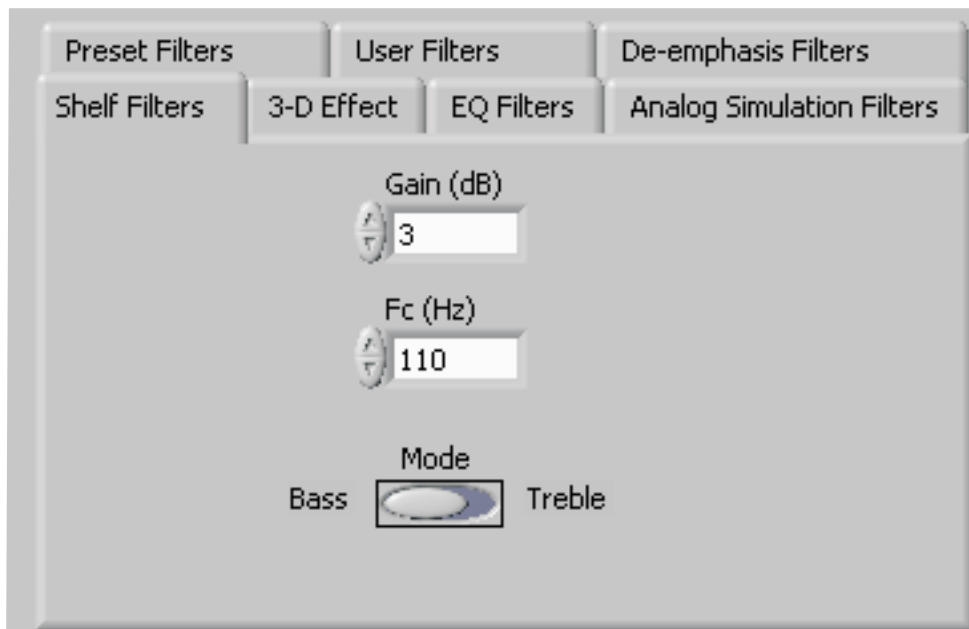 Preset Filters User Filters De-emphasis Filters
Shelf Filters 3-D Effect EQ Filters Analog Simulation Filters
Gain (dB)
3
Fc (Hz)
110
Mode
Bass Treble